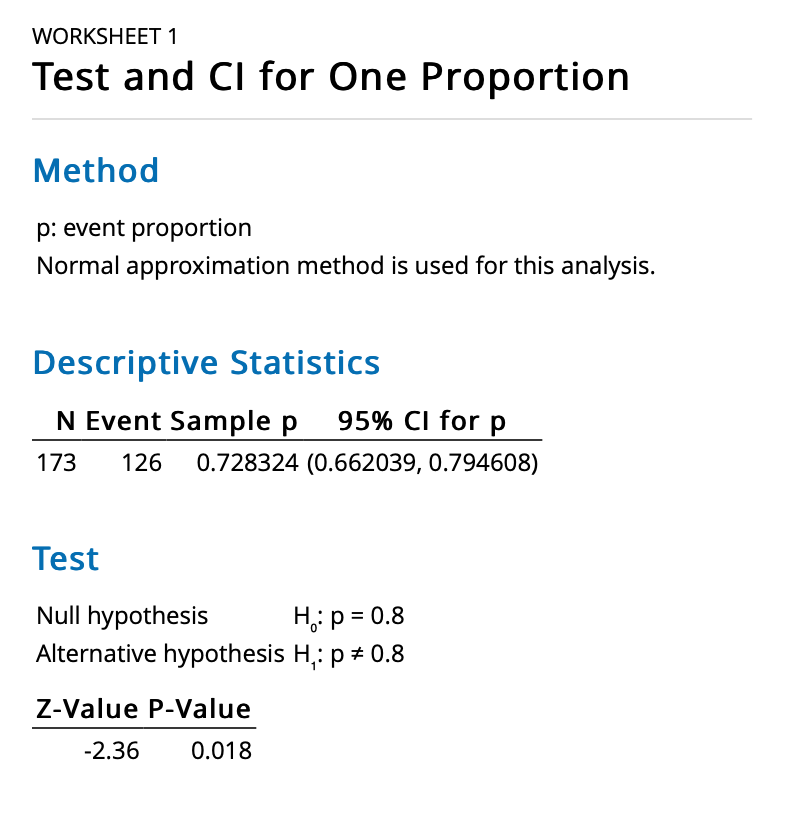 WORKSHEET 1
Test and CI for One Proportion
Method
p: event proportion
Normal approximation method is used for this analysis.
Descriptive Statistics
N Event Sample p 95% CI for p
173 126 0.728324 (0.662039, 0.794608)
Test
Null hypothesis H₀: p = 0.8
Alternative hypothesis H₁: p ≠ 0.8
Z-Value P-Value
-2.36 0.018